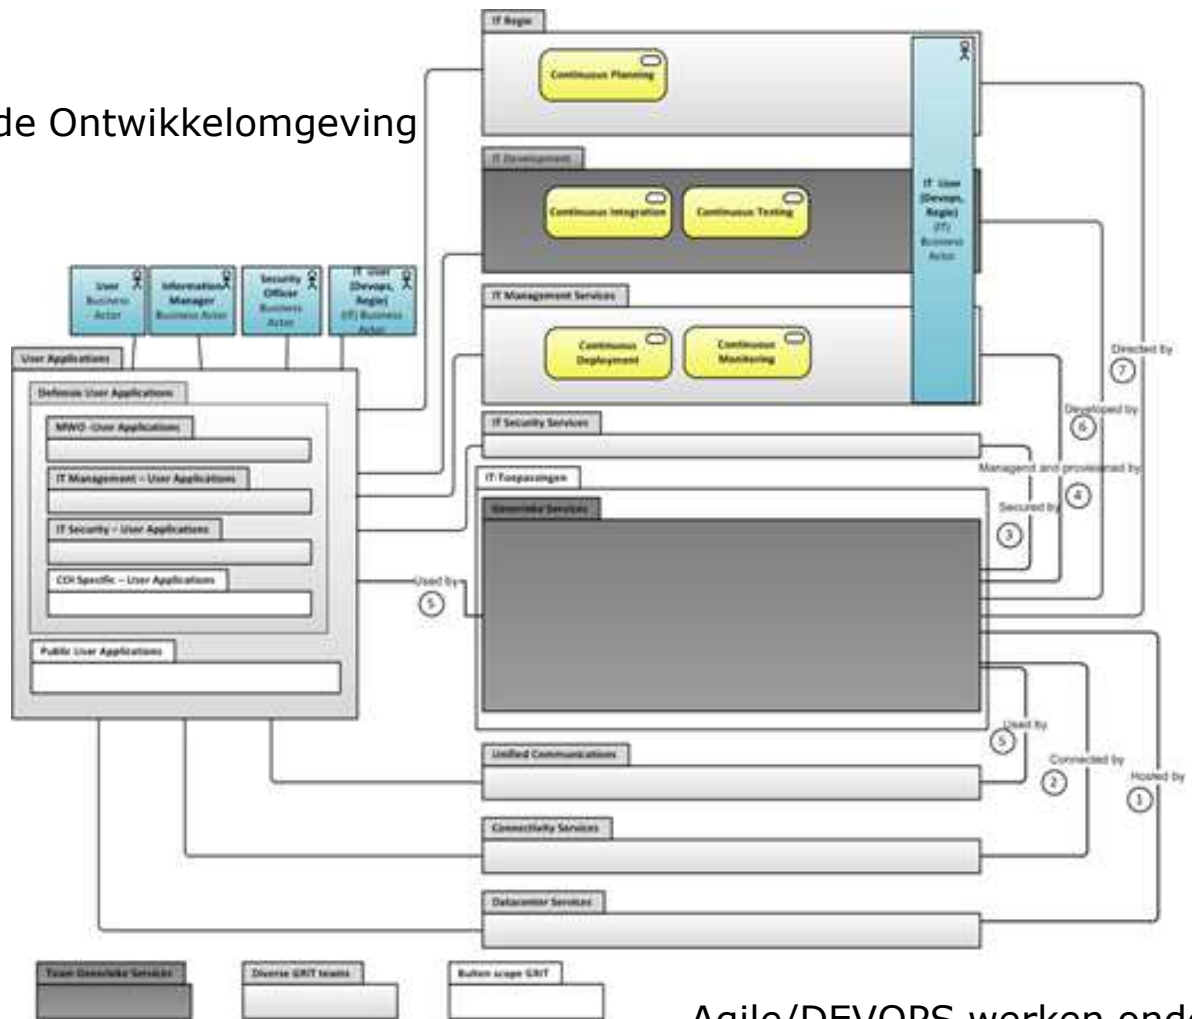 IT Regie
Continuous Planning
de Ontwikkelomgeving
IT Development
Continuous Integration
Continuous Testing
IT User
(Devops,
Regie)
(IT)
Business
Actor
User
Business
Actor
Information
Manager
Business Actor
Security
Officer
Business
Actor
IT User
(Devops,
Regie)
(IT) Business
Actor
IT Management Services
Continuous
Deployment
Continuous
Monitoring
User Applications
Defensie User Applications
MWO -User Applications
IT Management – User Applications
IT Security – User Applications
COI Specific – User Applications
Public User Applications
IT Security Services
IT-Toepassingen
Generieke Services
Directed by
7
Developed by
6
Managend and provisioned by
4
Secured by
3
Used by
5
Used by
5
Connected by
2
Hosted by
1
Unified Communications
Connectivity Services
Datacenter Services
Team Generieke Services
Diverse GRIT teams
Buiten scope GRIT
Agile/DEVOPS werken